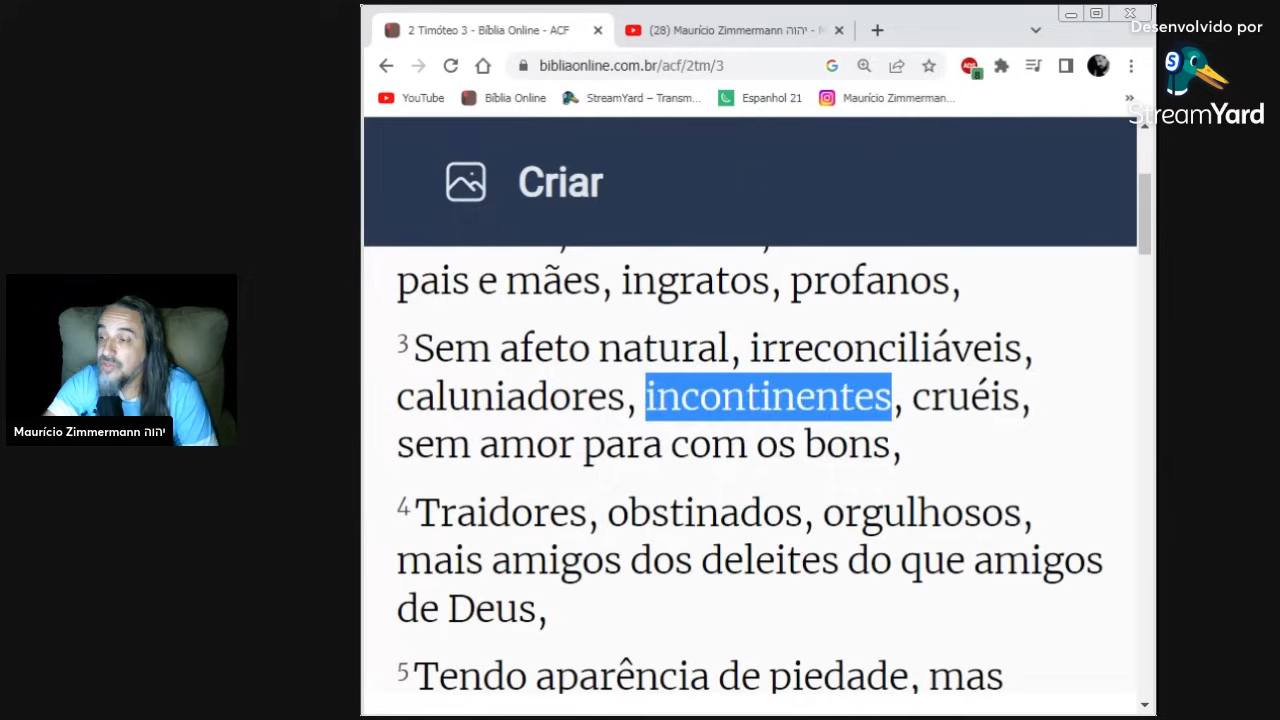 2 Timóteo 3 - Bíblia Online - ACF
(28) Maurício Zimmermann יהוה -
Desenvolvido por
StreamYard
bibliaonline.com.br/acf/2tm/3
YouTube
Bíblia Online
StreamYard – Transm...
Espanhol 21
Maurício Zimmerman...
»
Criar
pais e mães, ingratos, profanos,
3 Sem afeto natural, irreconciliáveis,
caluniadores, incontinentes, cruéis,
sem amor para com os bons,
4 Traidores, obstinados, orgulhosos,
mais amigos dos deleites do que amigos
de Deus,
5 Tendo aparência de piedade, mas
Maurício Zimmermann יהוה